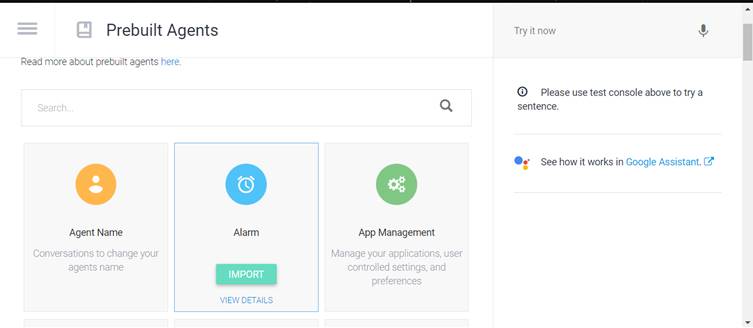 Prebuilt Agents
Read more about prebuilt agents here.
Search...
Agent Name
Conversations to change your
agents name
Alarm
IMPORT
VIEW DETAILS
App Management
Manage your applications, user
controlled settings, and
preferences
Try it now
Please use test console above to try a
sentence.
See how it works in Google Assistant.